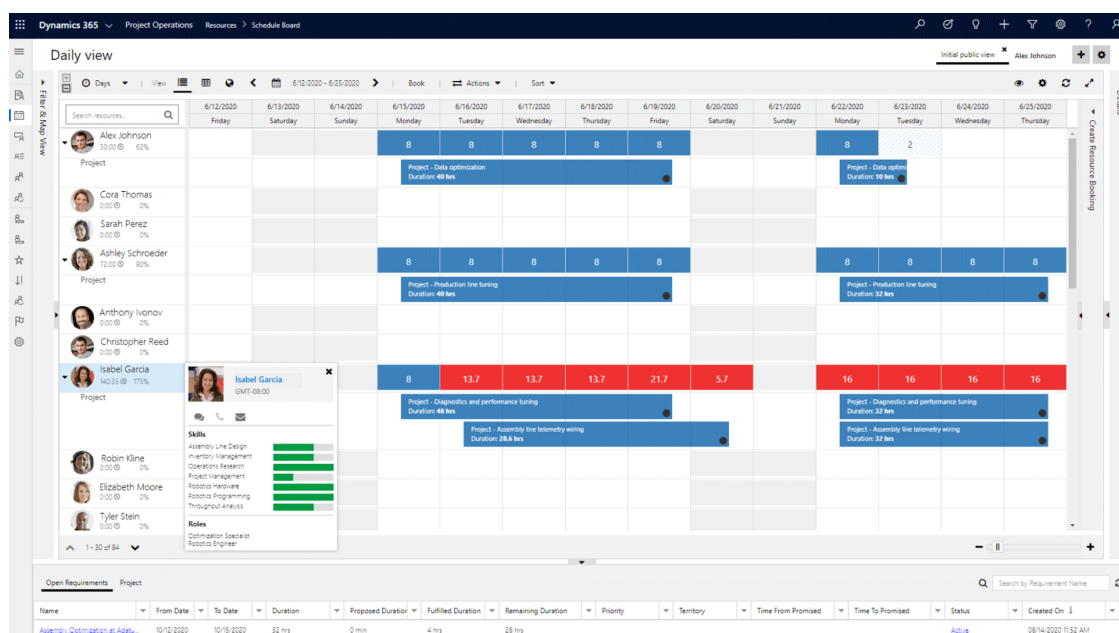 Dynamics 365 Project Operations Resources > Schedule Board
Daily view
Initial public view Alex Johnson
Filter & Map View
Days View 6/12/2020 - 6/25/2020 Book Actions Sort
Details
Create Resource Booking
Search resources...
6/12/2020 6/13/2020 6/14/2020 6/15/2020 6/16/2020 6/17/2020 6/18/2020 6/19/2020 6/20/2020 6/21/2020 6/22/2020 6/23/2020 6/24/2020 6/25/2020
Friday Saturday Sunday Monday Tuesday Wednesday Thursday Friday Saturday Sunday Monday Tuesday Wednesday Thursday
Alex Johnson
50:00 62%
8 8 8 8 8 8 2
Project
Project - Data optimization
Duration: 40 hrs
Project - Data optimi
Duration: 10 hrs
Cora Thomas
0:00 0%
Sarah Perez
0:00 0%
Ashley Schroeder
72:00 90%
8 8 8 8 8 8 8 8 8
Project
Project - Production line tuning
Duration: 40 hrs
Project - Production line tuning
Duration: 32 hrs
Anthony Ivonov
0:00 0%
Christopher Reed
0:00 0%
Isabel Garcia
140:35 175%
8 13.7 13.7 13.7 21.7 5.7 16 16 16 16
Project
Project - Diagnostics and performance tuning
Duration: 48 hrs
Project - Diagnostics and performance tuning
Duration: 32 hrs
Project - Assembly line telemetry wiring
Duration: 28.6 hrs
Project - Assembly line telemetry wiring
Duration: 32 hrs
Isabel Garcia
GMT-08:00
Skills
Assembly Line Design
Inventory Management
Operations Research
Project Management
Robotics Hardware
Robotics Programming
Throughput Analysis
Roles
Optimization Specialist
Robotics Engineer
Robin Kline
0:00 0%
Elizabeth Moore
0:00 0%
Tyler Stein
0:00 0%
1 - 30 of 84
Open Requirements Project
Search by Requirement Name
Name From Date To Date Duration Proposed Duration Fulfilled Duration Remaining Duration Priority Territory Time From Promised Time To Promised Status Created On
Assembly Optimization at Adatu... 10/12/2020 10/15/2020 32 hrs 0 min 4 hrs 28 hrs Active 08/14/2020 11:52 AM